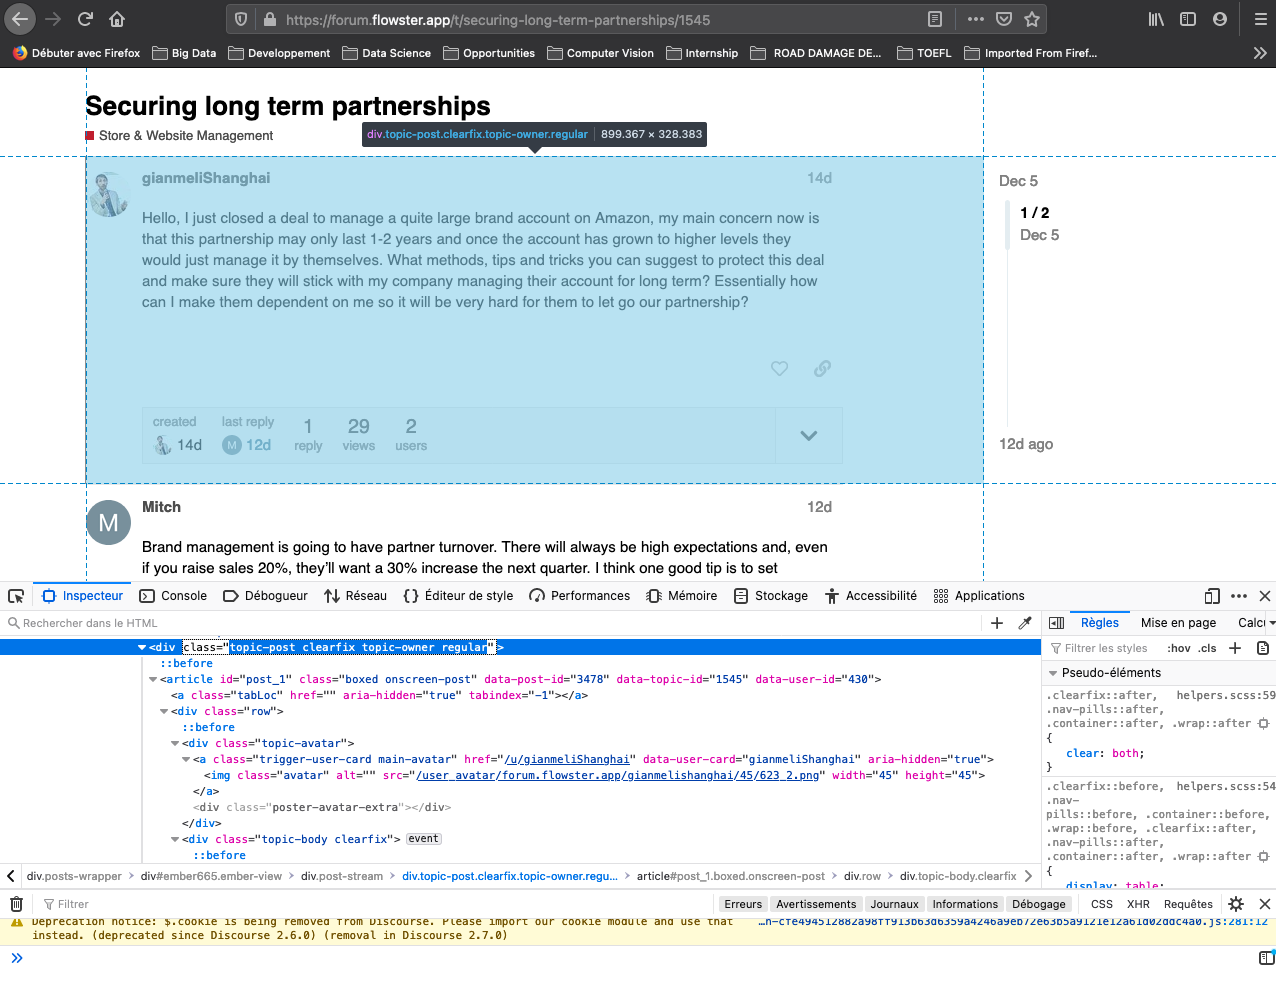 https://forum.flowster.app/t/securing-long-term-partnerships/1545
Débuter avec Firefox Big Data Developpement Data Science Opportunities Computer Vision Internship ROAD DAMAGE DE... TOEFL Imported From Firef...
Securing long term partnerships
Store & Website Management
div.topic-post.clearfix.topic-owner.regular 899.367 × 328.383
gianmeliShanghai 14d
Hello, I just closed a deal to manage a quite large brand account on Amazon, my main concern now is
that this partnership may only last 1-2 years and once the account has grown to higher levels they
would just manage it by themselves. What methods, tips and tricks you can suggest to protect this deal
and make sure they will stick with my company managing their account for long term? Essentially how
can I make them dependent on me so it will be very hard for them to let go our partnership?
Dec 5
1 / 2
Dec 5
12d ago
created last reply 1 29 2
14d M 12d reply views users
M Mitch 12d
Brand management is going to have partner turnover. There will always be high expectations and, even
if you raise sales 20%, they'll want a 30% increase the next quarter. I think one good tip is to set
Inspecteur Console Débogueur Réseau Éditeur de style Performances Mémoire Stockage Accessibilité Applications
Rechercher dans le HTML
<div class="topic-post clearfix topic-owner regular">
::before
<article id="post_1" class="boxed onscreen-post" data-post-id="3478" data-topic-id="1545" data-user-id="430">
<a class="tabLoc" href="" aria-hidden="true" tabindex="-1"></a>
<div class="row">
::before
<div class="topic-avatar">
<a class="trigger-user-card main-avatar" href="/u/gianmeliShanghai" data-user-card="gianmeliShanghai" aria-hidden="true">
<img class="avatar" alt="" src="/user_avatar/forum.flowster.app/gianmelishanghai/45/623_2.png" width="45" height="45">
</a>
<div class="poster-avatar-extra"></div>
</div>
<div class="topic-body clearfix"> event
::before
Règles Mise en page Calcu
Filtrer les styles :hov .cls
Pseudo-éléments
.clearfix::after, helpers.scss:59
.nav-pills::after,
.container::after, .wrap::after
{
clear: both;
}
.clearfix::before, helpers.scss:54
.nav-
pills::before, .container::before,
.wrap::before, .clearfix::after,
.nav-pills::after,
.container::after, .wrap::after
{
display: table;
div.posts-wrapper div#ember665.ember-view div.post-stream div.topic-post.clearfix.topic-owner.regu... article#post_1.boxed.onscreen-post div.row div.topic-body.clearfix
Filtrer Erreurs Avertissements Journaux Informations Débogage CSS XHR Requêtes
Deprecation notice: $.cookie is being removed from Discourse. Please import our cookie module and use that …n-cfe494512882a98ff913b63d6359a4246a9eb72e63b5a9121e12a61d02ddc4a0.js:281:12
instead. (deprecated since Discourse 2.6.0) (removal in Discourse 2.7.0)